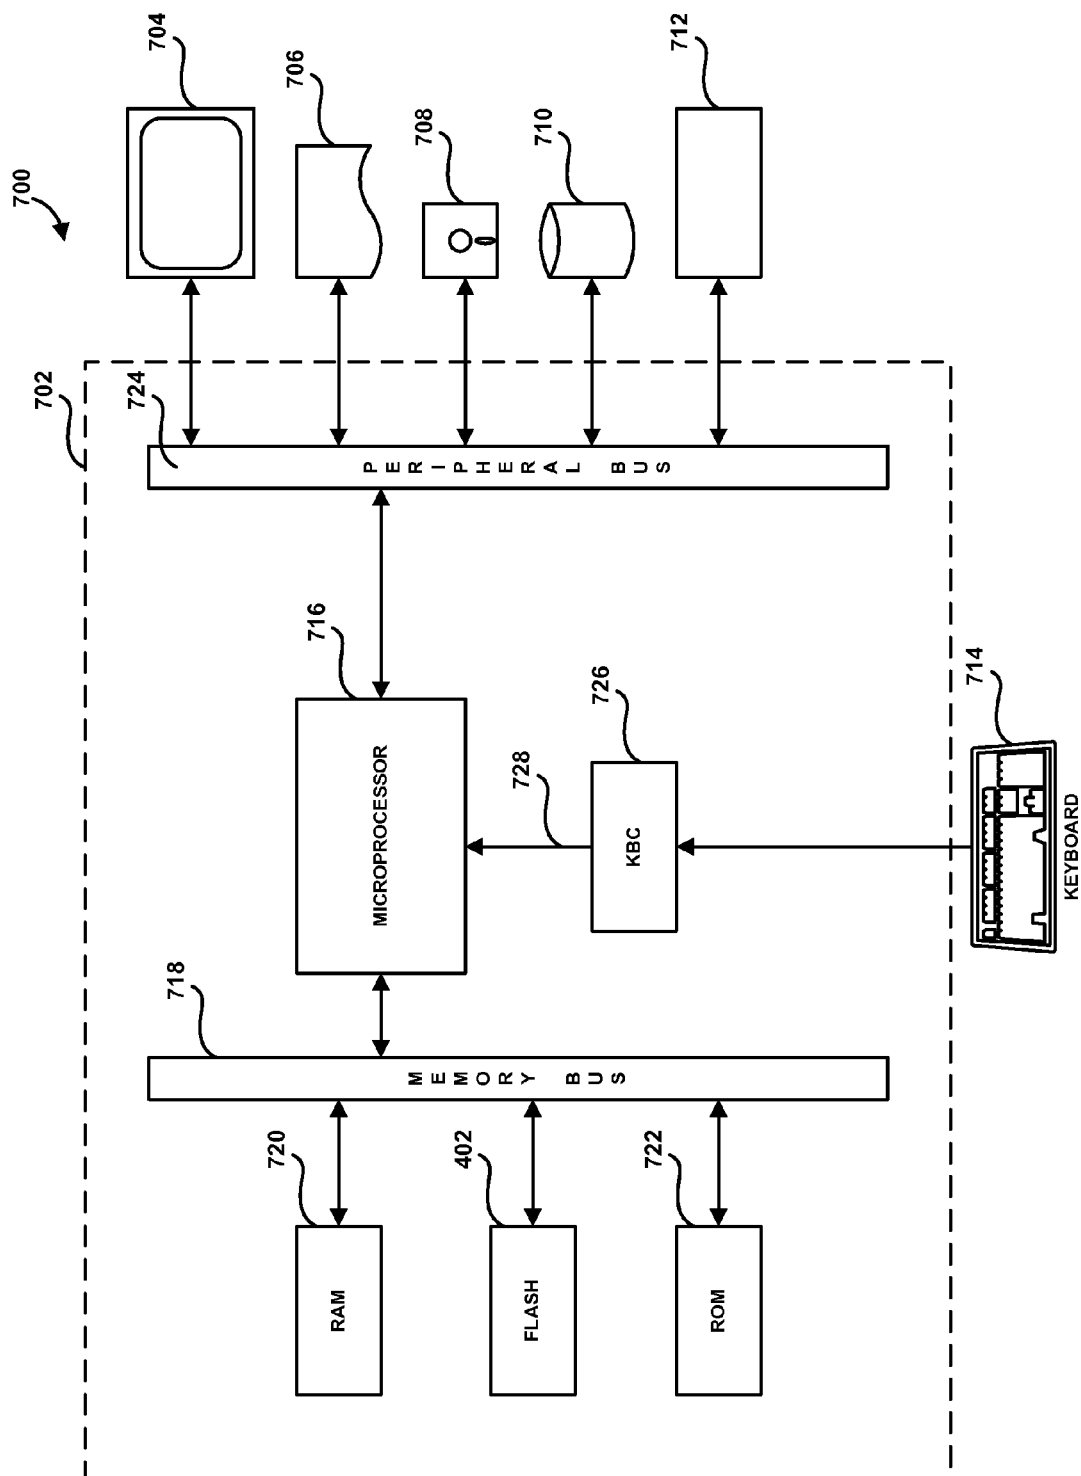 700
702
704
706
708
710
712
724
PERIPHERAL BUS
716
MICROPROCESSOR
726
728
KBC
714
KEYBOARD
718
MEMORY BUS
720
RAM
402
FLASH
722
ROM